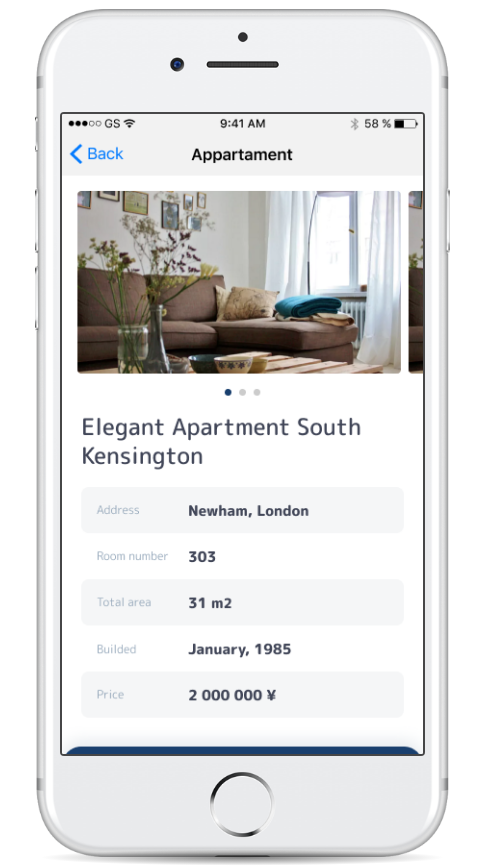 GS 9:41 AM 58 %
Back Appartament
Elegant Apartment South
Kensington
Address Newham, London
Room number 303
Total area 31 m2
Builded January, 1985
Price 2 000 000 ¥